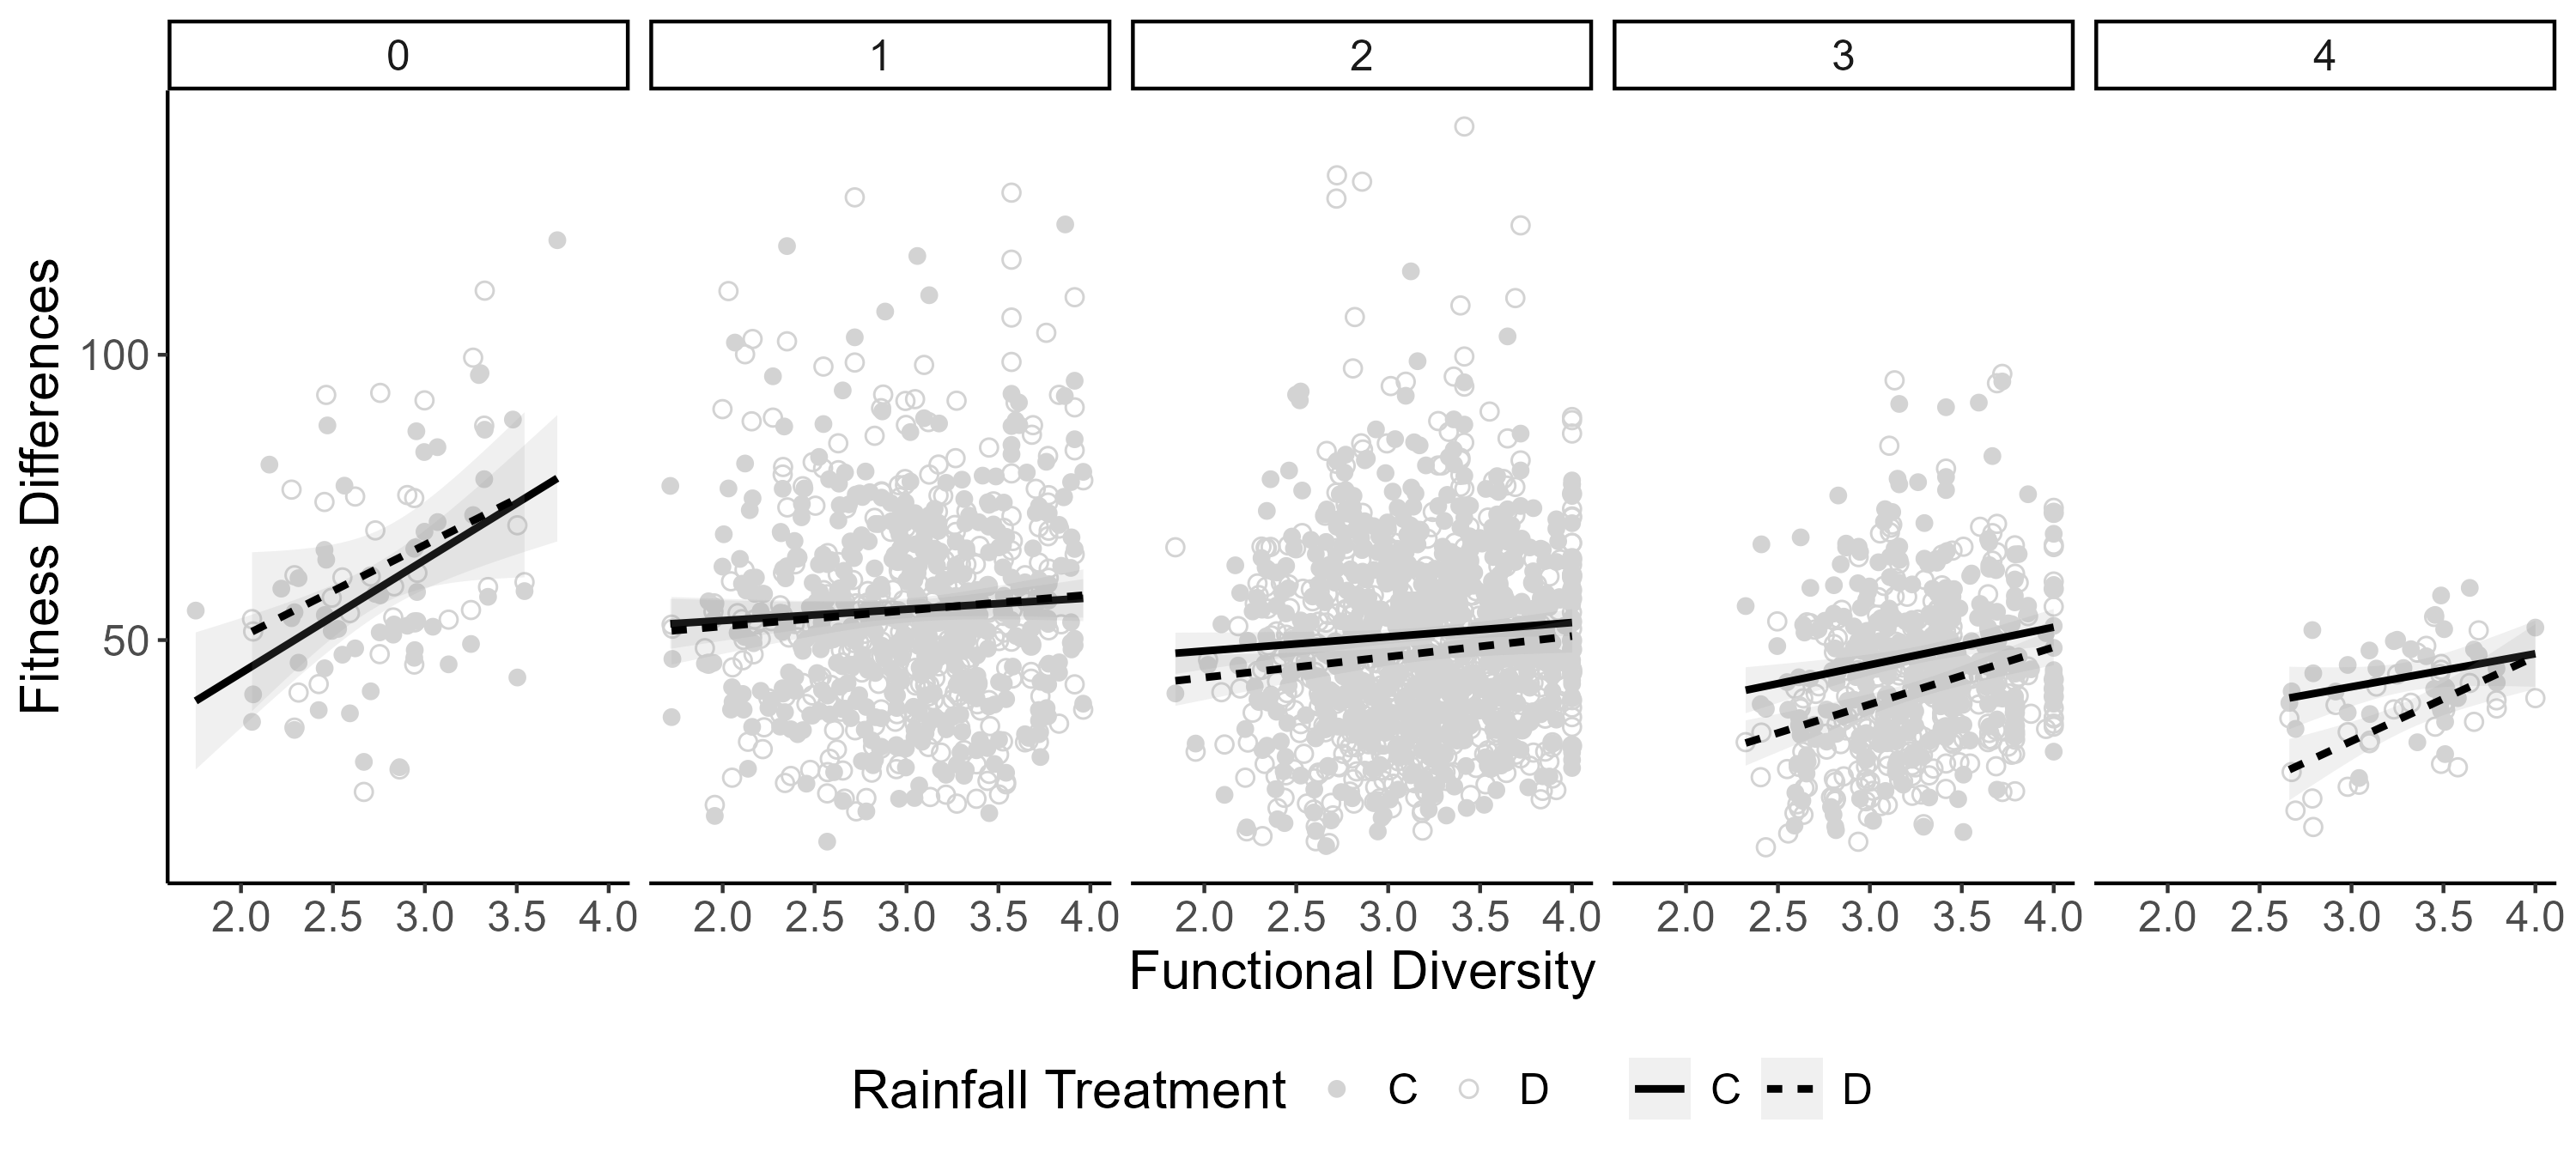 0 1 2 3 4
Fitness Differences
100
50
2.0 2.5 3.0 3.5 4.0 2.0 2.5 3.0 3.5 4.0 2.0 2.5 3.0 3.5 4.0 2.0 2.5 3.0 3.5 4.0 2.0 2.5 3.0 3.5 4.0
Functional Diversity
Rainfall Treatment C D C D